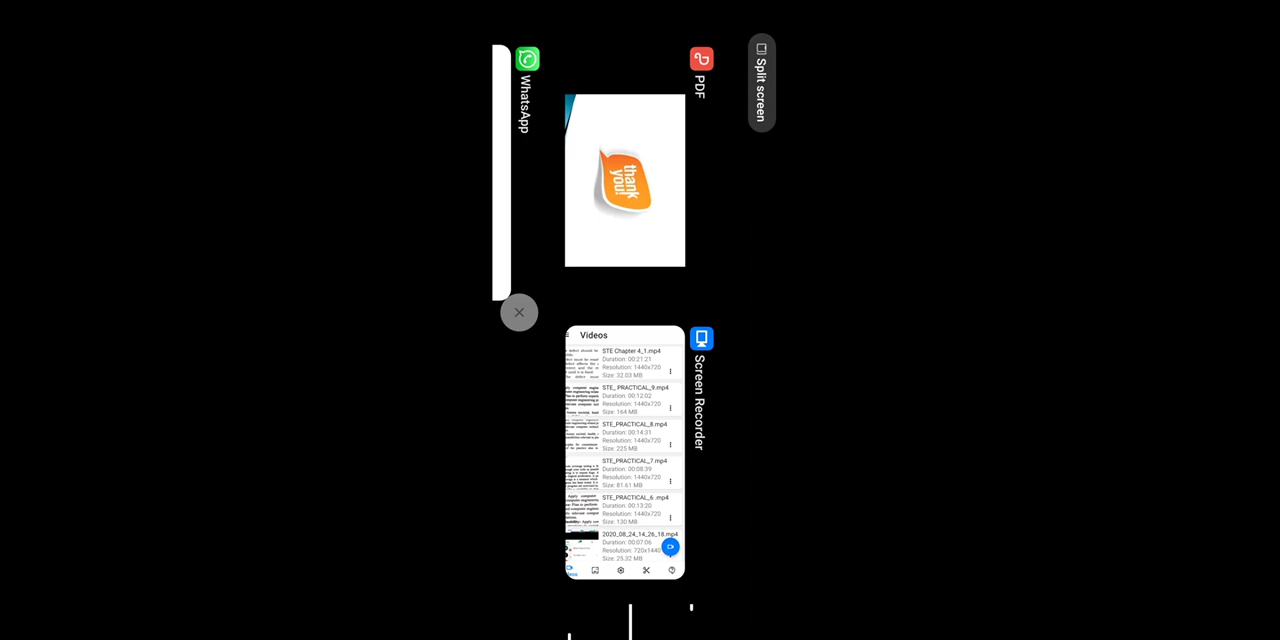 Split screen
PDF
thank
you!
WhatsApp
Screen Recorder
Videos
STE Chapter 4_1.mp4
Duration: 00:21:21
Resolution: 1440x720
Size: 32.03 MB
STE_ PRACTICAL_9.mp4
Duration: 00:12:02
Resolution: 1440x720
Size: 164 MB
STE_PRACTICAL_8.mp4
Duration: 00:14:31
Resolution: 1440x720
Size: 225 MB
STE_PRACTICAL_7.mp4
Duration: 00:08:39
Resolution: 1440x720
Size: 81.61 MB
STE_PRACTICAL_6 .mp4
Duration: 00:13:20
Resolution: 1440x720
Size: 130 MB
2020_08_24_14_26_18.mp4
Duration: 00:07:06
Resolution: 720x1440
Size: 25.32 MB